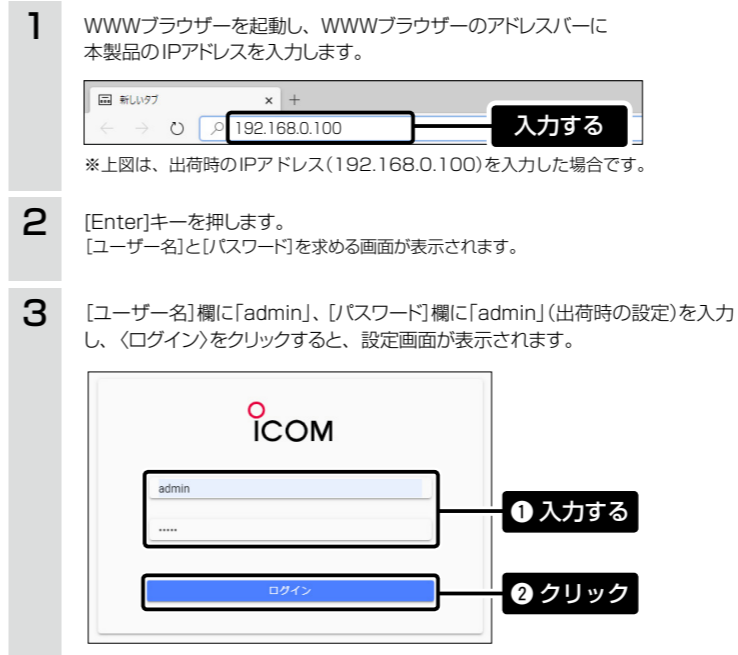 1
WWWブラウザーを起動し、WWWブラウザーのアドレスバーに
本製品のIPアドレスを入力します。
新しいタブ × +
192.168.0.100
入力する
※上図は、出荷時のIPアドレス(192.168.0.100)を入力した場合です。
2
[Enter]キーを押します。
[ユーザー名]と[パスワード]を求める画面が表示されます。
3
[ユーザー名]欄に「admin」、[パスワード]欄に「admin」(出荷時の設定)を入力
し、〈ログイン〉をクリックすると、設定画面が表示されます。
ICOM
admin
•••••
❶ 入力する
ログイン
❷ クリック